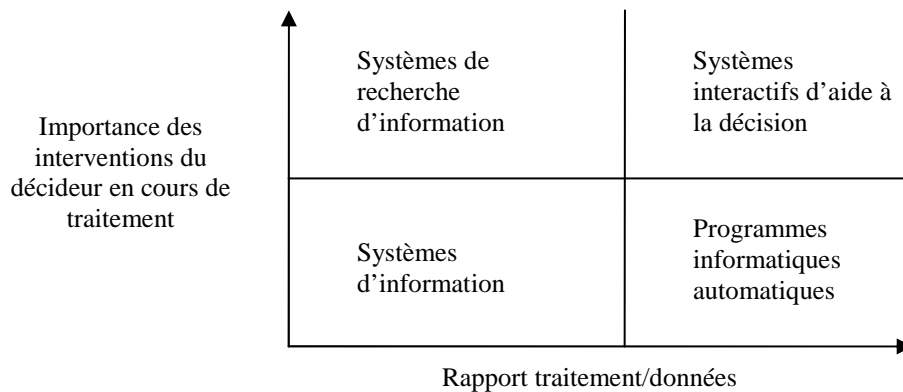 Systèmes de
recherche
d'information
Systèmes
interactifs d'aide à
la décision
Importance des
interventions du
décideur en cours de
traitement
Systèmes
d'information
Programmes
informatiques
automatiques
Rapport traitement/données